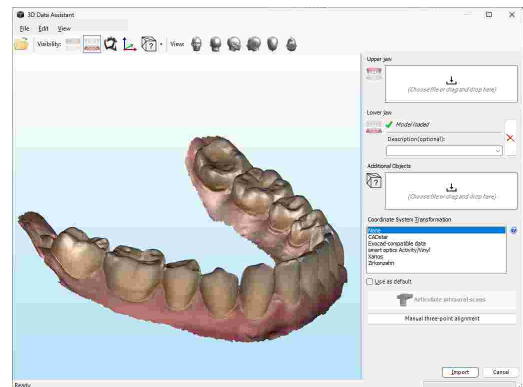 3D Data Assistant
File Edit View
Visibility: View:
Upper jaw
(Choose file or drag and drop here)
Lower jaw
Model loaded
Description(optional):
Additional Objects
(Choose file or drag and drop here)
Coordinate System Transformation
None
CADstar
Exocad-compatible data
smart optics Activity/Vinyl
Xanos
Zirkonzahn
Use as default
Articulate intraoral scans
Manual three-point alignment
Import Cancel
Ready